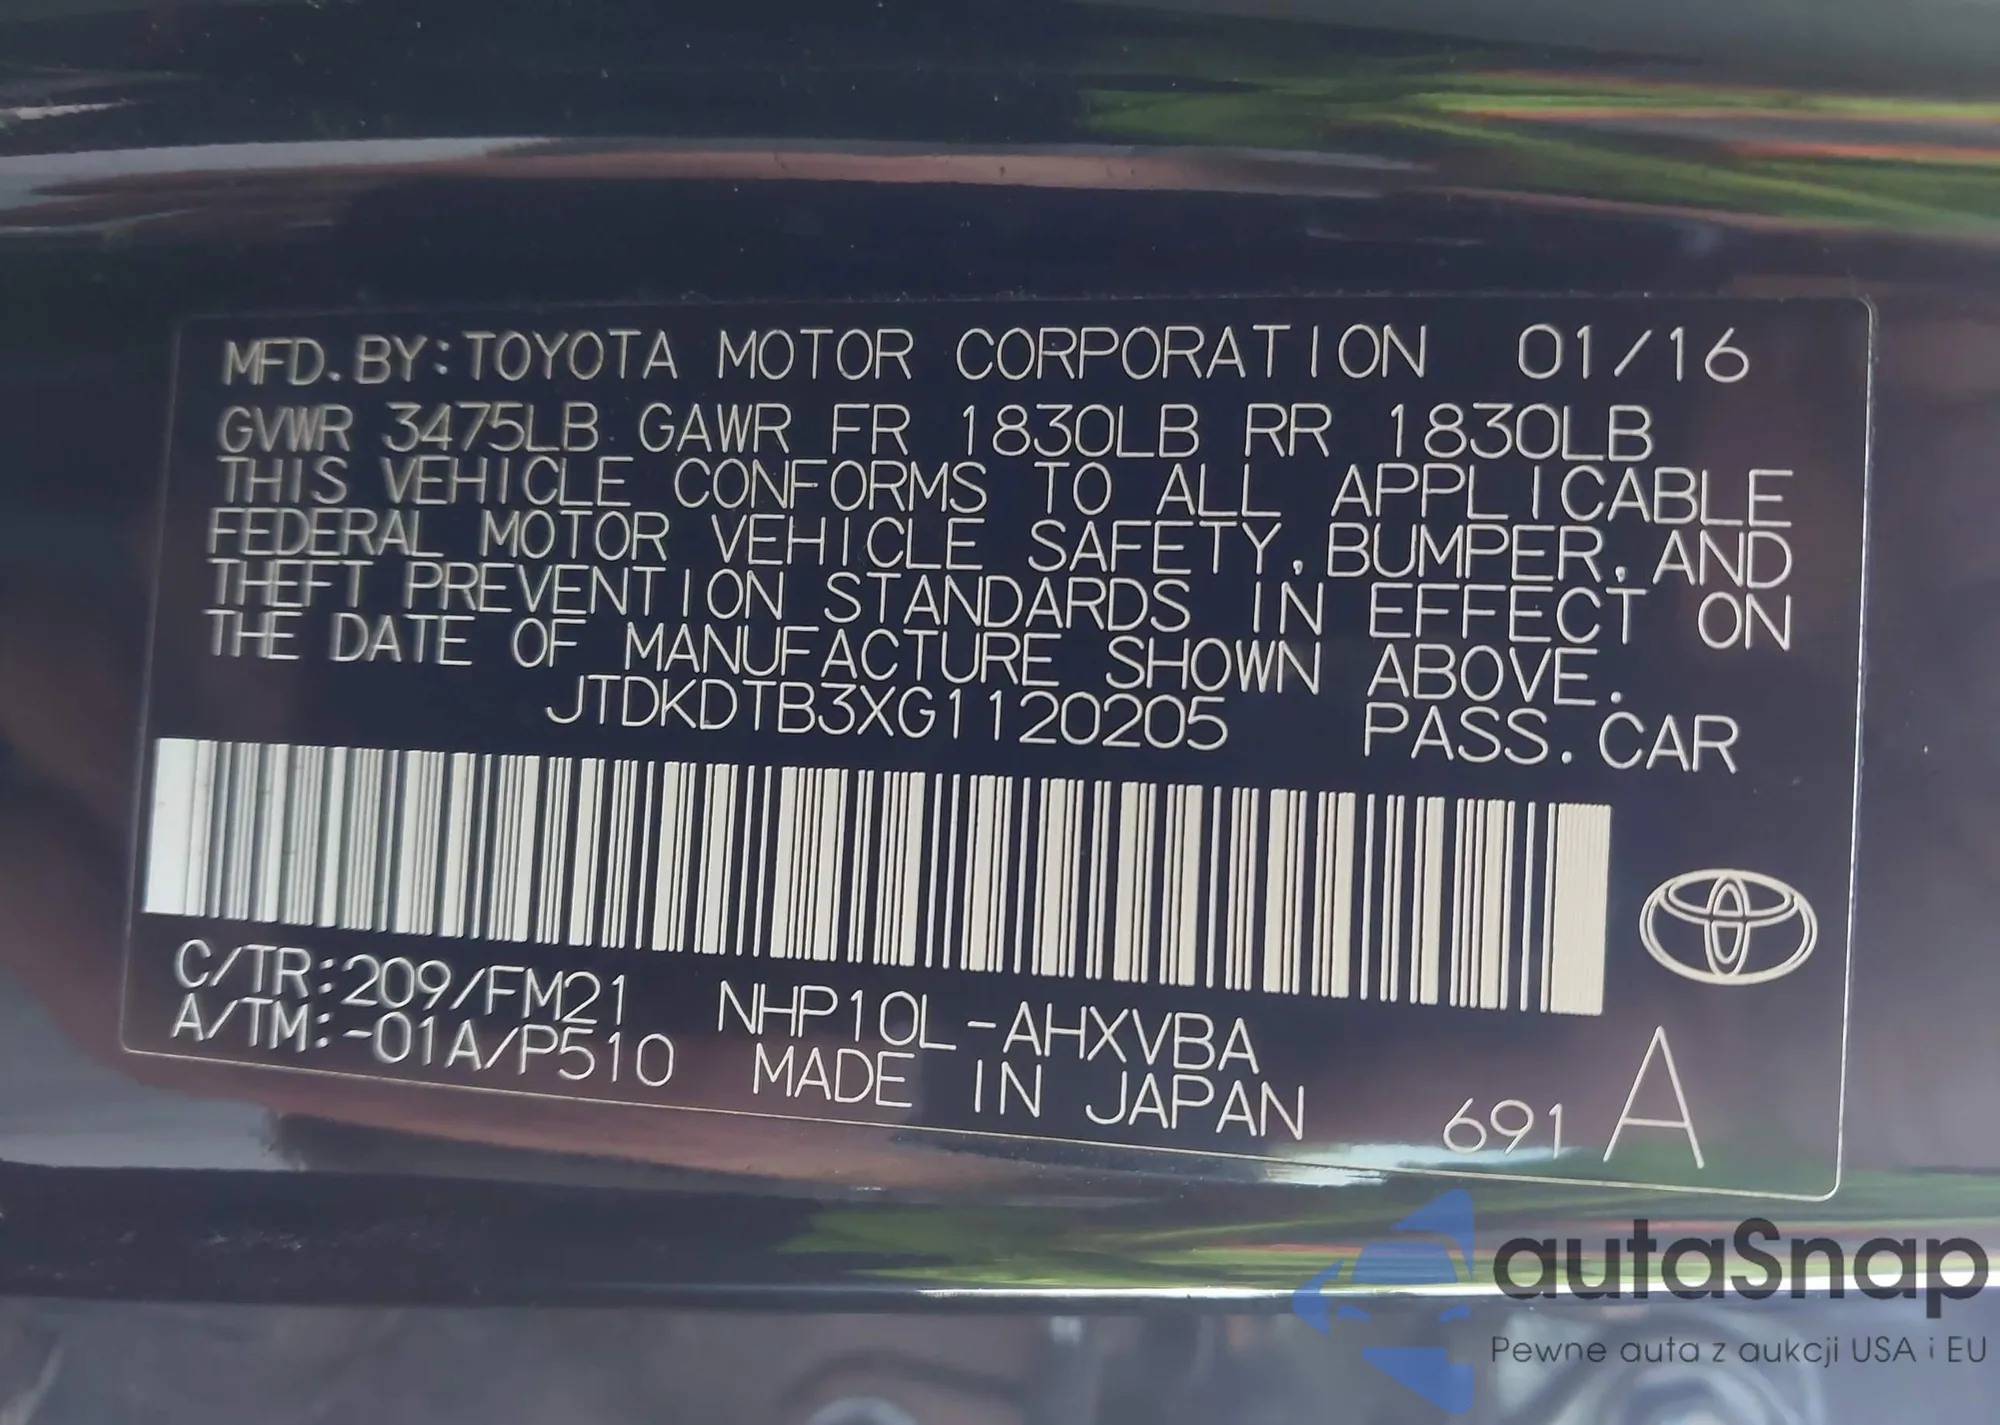 MFD. BY: TOYOTA MOTOR CORPORATION 01/16
GVWR 3475LB GAWR FR 1830LB RR 1830LB
THIS VEHICLE CONFORMS TO ALL APPLICABLE
FEDERAL MOTOR VEHICLE SAFETY, BUMPER, AND
THEFT PREVENTION STANDARDS IN EFFECT ON
THE DATE OF MANUFACTURE SHOWN ABOVE.
JTDKDTB3XG1120205 PASS. CAR
C/TR: 209/FM21 NHP10L-AHXVBA
A/TM: -01A/P510 MADE IN JAPAN 691 A
autaSnap
Pewne auta z aukcji USA i EU